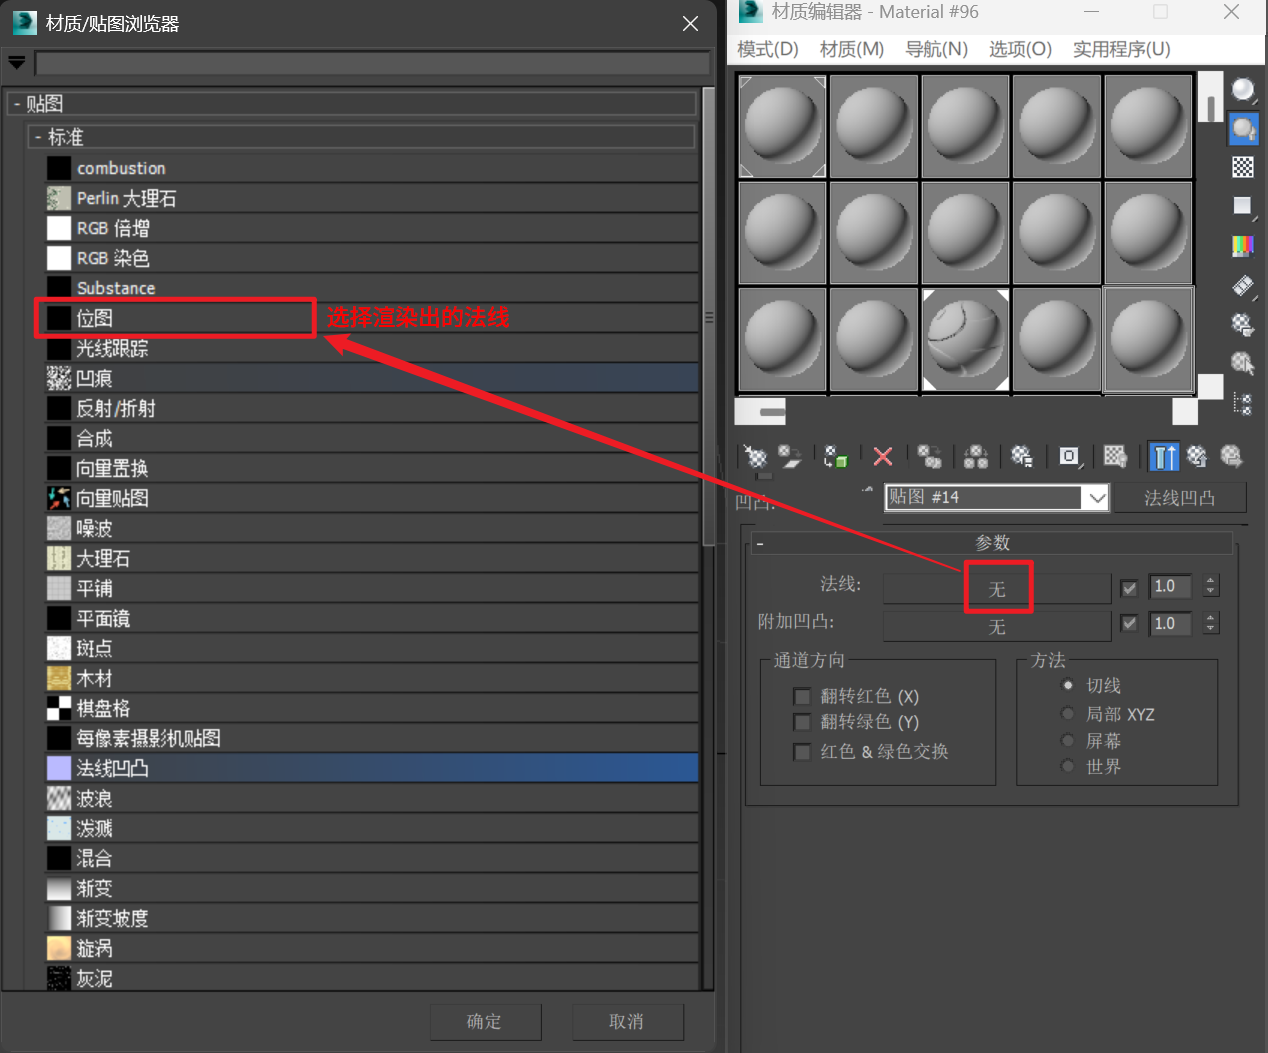 材质/贴图浏览器
- 贴图
- 标准
combustion
Perlin 大理石
RGB 倍增
RGB 染色
Substance
位图
选择渲染出的法线
光线跟踪
凹痕
反射/折射
合成
向量置换
向量贴图
噪波
大理石
平铺
平面镜
斑点
木材
棋盘格
每像素摄影机贴图
法线凹凸
波浪
泼溅
混合
渐变
渐变坡度
漩涡
灰泥
确定
取消
材质编辑器 - Material #96
模式(D) 材质(M) 导航(N) 选项(O) 实用程序(U)
凹凸:
贴图 #14
法线凹凸
- 参数
法线: 无 1.0
附加凹凸: 无 1.0
通道方向
翻转红色 (X)
翻转绿色 (Y)
红色 & 绿色交换
方法
切线
局部 XYZ
屏幕
世界